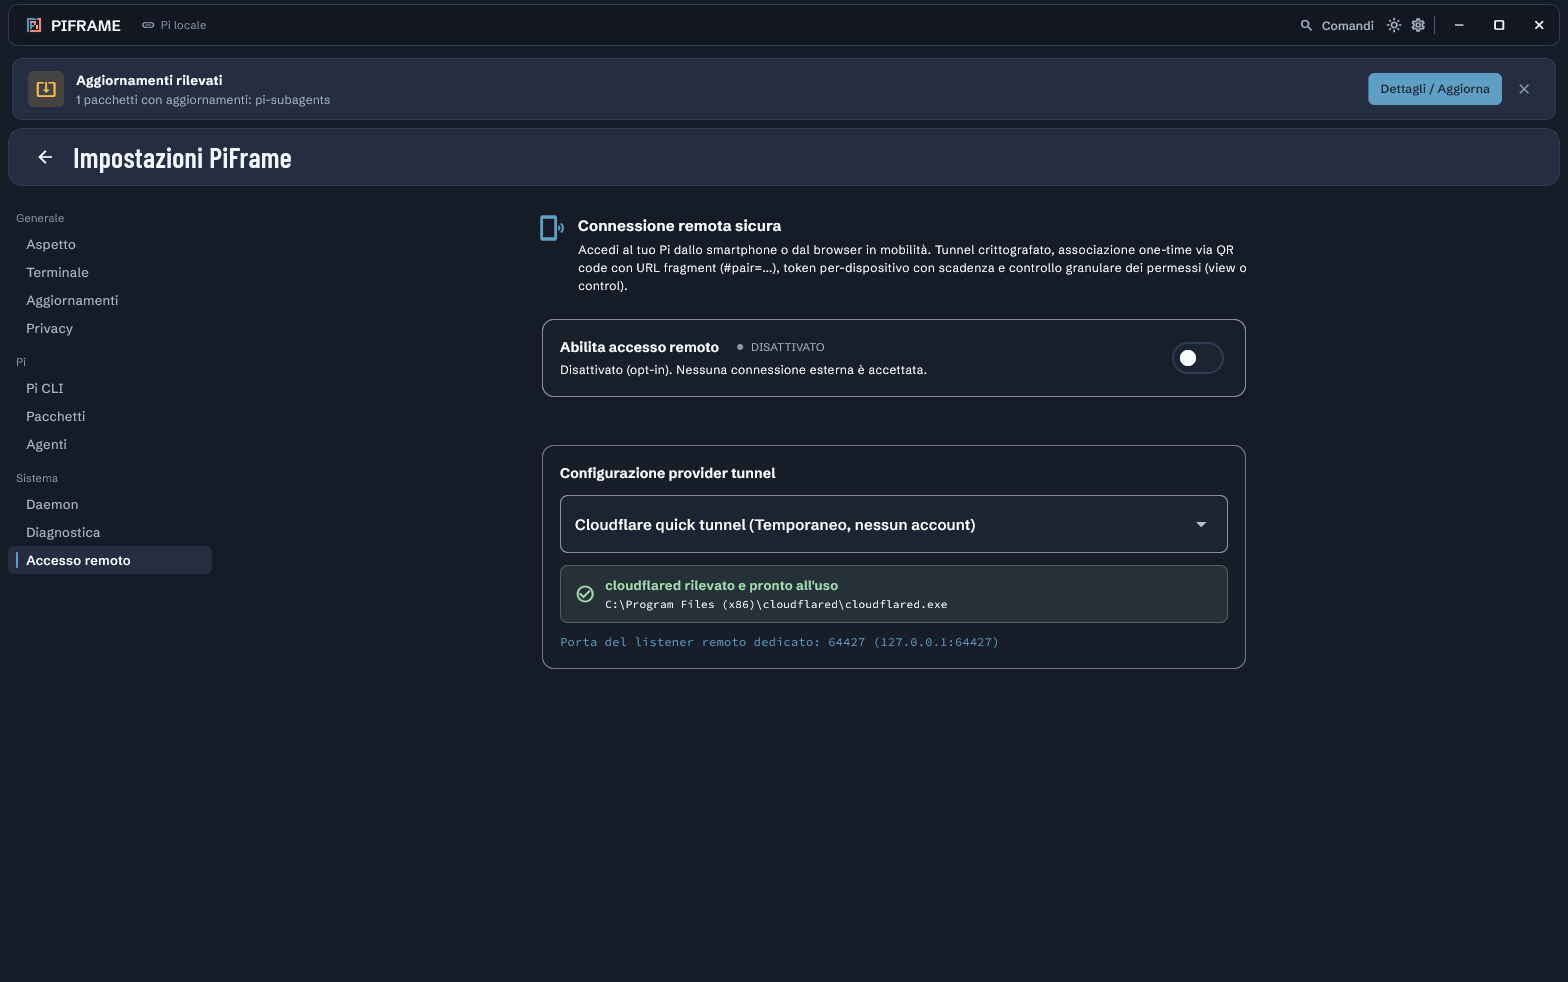 PIFRAME
Pi locale
Comandi
Aggiornamenti rilevati
1 pacchetti con aggiornamenti: pi-subagents
Dettagli / Aggiorna
Impostazioni PiFrame
Generale
Aspetto
Terminale
Aggiornamenti
Privacy
Pi
Pi CLI
Pacchetti
Agenti
Sistema
Daemon
Diagnostica
Accesso remoto
Connessione remota sicura
Accedi al tuo Pi dallo smartphone o dal browser in mobilità. Tunnel crittografato, associazione one-time via QR
code con URL fragment (#pair=…), token per-dispositivo con scadenza e controllo granulare dei permessi (view o
control).
Abilita accesso remoto
DISATTIVATO
Disattivato (opt-in). Nessuna connessione esterna è accettata.
Configurazione provider tunnel
Cloudflare quick tunnel (Temporaneo, nessun account)
cloudflared rilevato e pronto all'uso
C:\Program Files (x86)\cloudflared\cloudflared.exe
Porta del listener remoto dedicato: 64427 (127.0.0.1:64427)